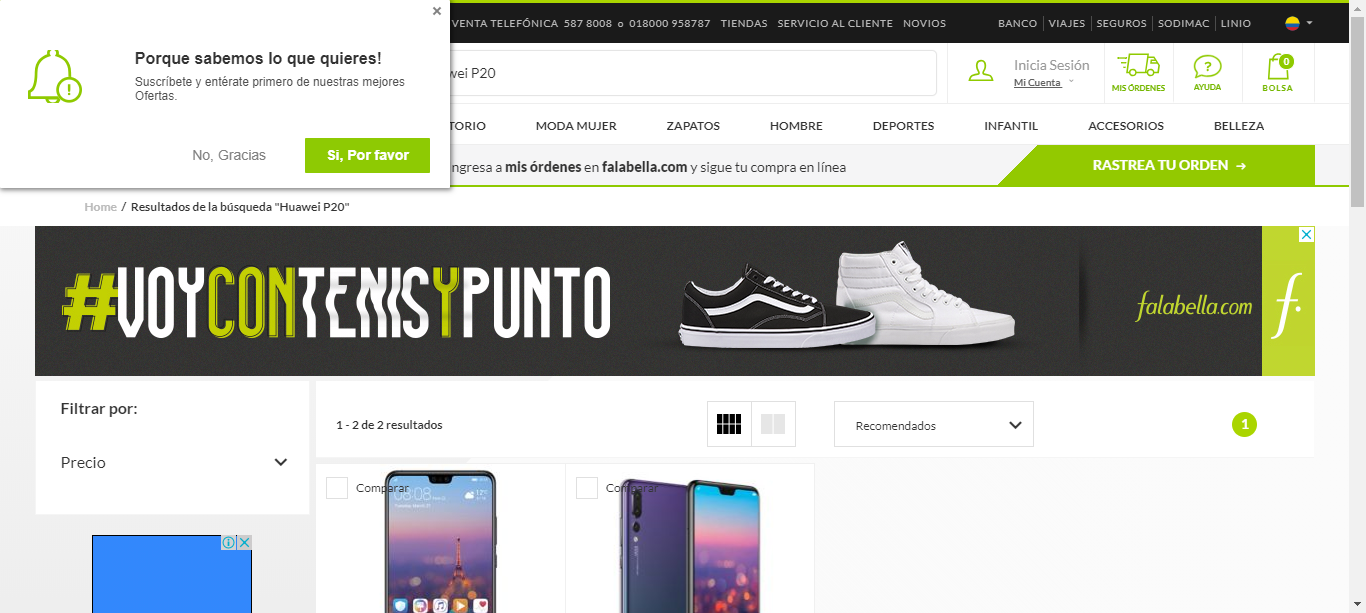 ×
VENTA TELEFÓNICA 587 8008 o 018000 958787 TIENDAS SERVICIO AL CLIENTE NOVIOS BANCO VIAJES SEGUROS SODIMAC LINIO
Porque sabemos lo que quieres!
Suscríbete y entérate primero de nuestras mejores
Ofertas.
No, Gracias
Si, Por favor
wei P20
Inicia Sesión
Mi Cuenta
MIS ÓRDENES
?
AYUDA
0
BOLSA
TORIO MODA MUJER ZAPATOS HOMBRE DEPORTES INFANTIL ACCESORIOS BELLEZA
ngresa a mis órdenes en falabella.com y sigue tu compra en línea
RASTREA TU ORDEN →
Home / Resultados de la búsqueda "Huawei P20"
#VOYCONTENISYPUNTO
falabella.com
f.
Filtrar por:
Precio
1 - 2 de 2 resultados
Recomendados
1
Comparar
Comparar
08:08
12°C